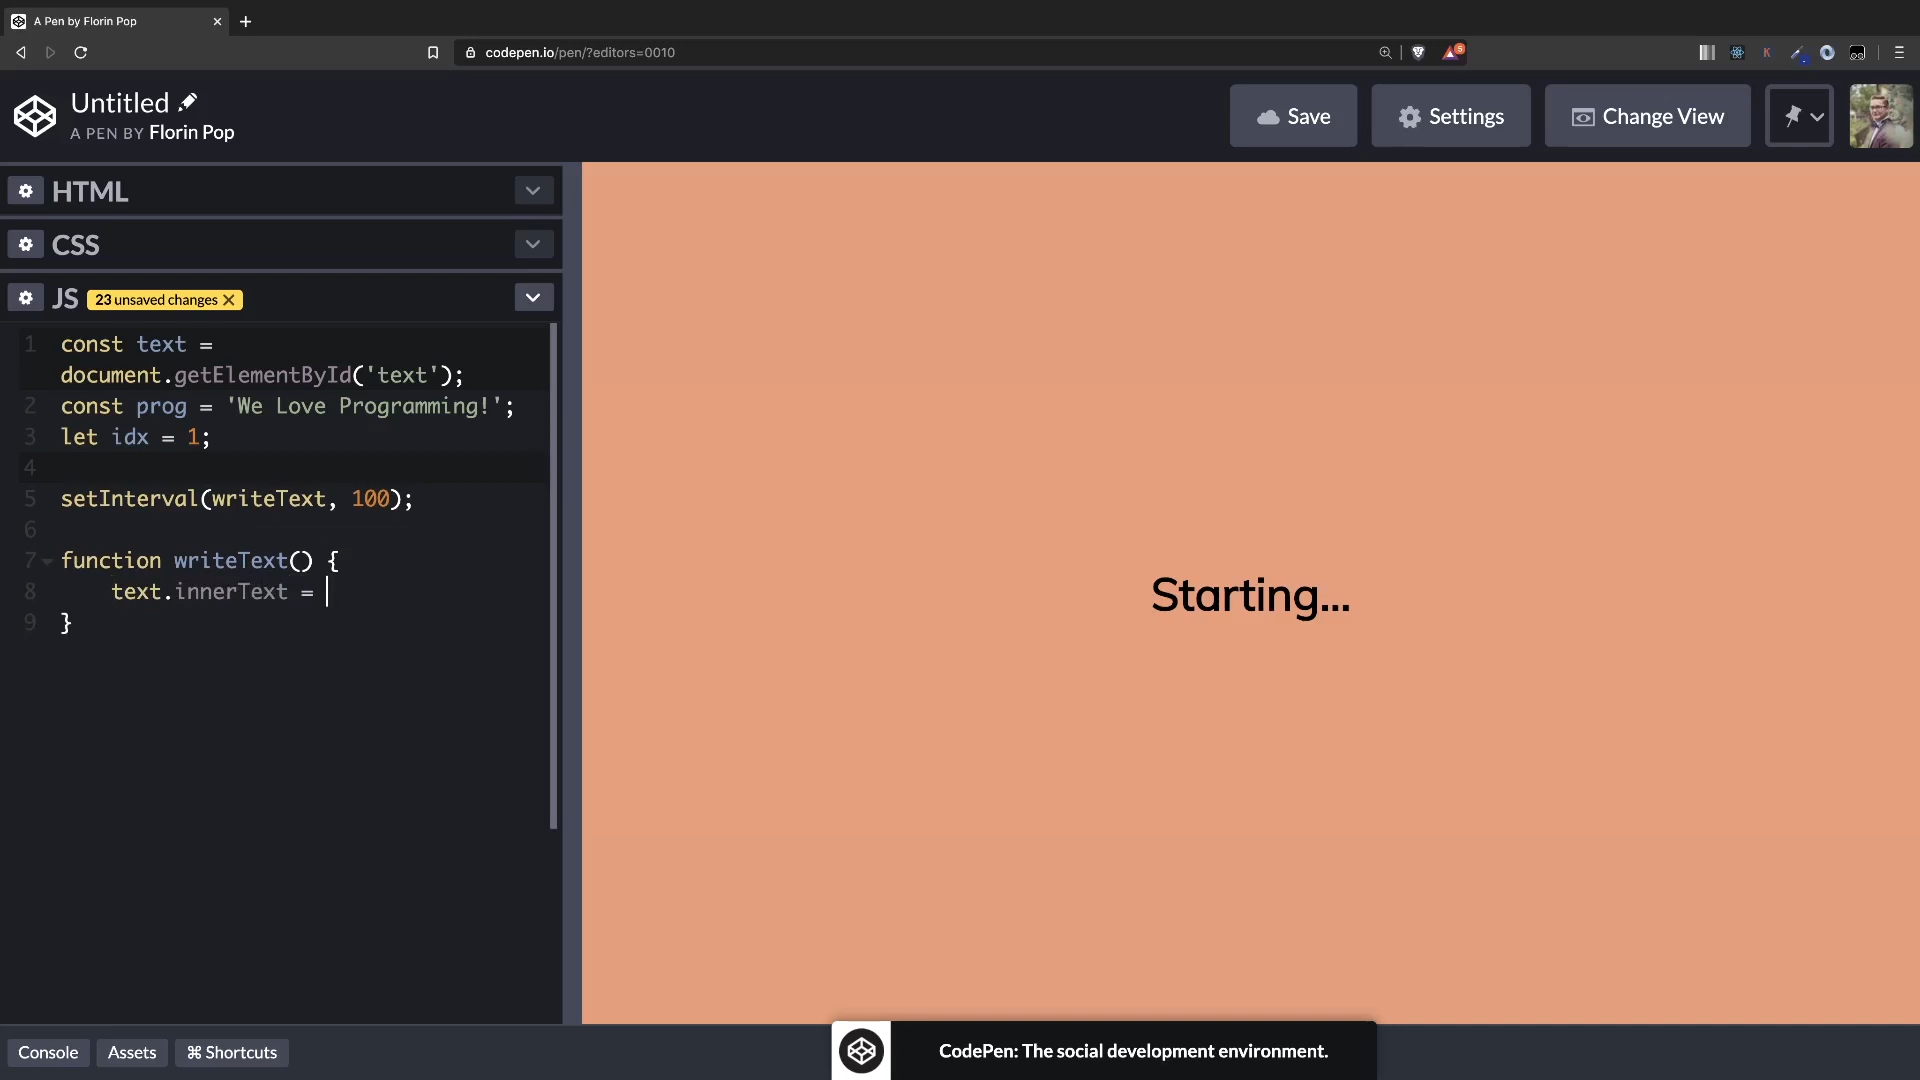 A Pen by Florin Pop
codepen.io/pen/?editors=0010
5
K
Untitled
A PEN BY Florin Pop
Save
Settings
Change View
HTML
CSS
JS 23 unsaved changes
1 const text =
document.getElementById('text');
2 const prog = 'We Love Programming!';
3 let idx = 1;
4
5 setInterval(writeText, 100);
6
7 function writeText() {
8 text.innerText =
9 }
Starting...
Console Assets ⌘ Shortcuts
CodePen: The social development environment.